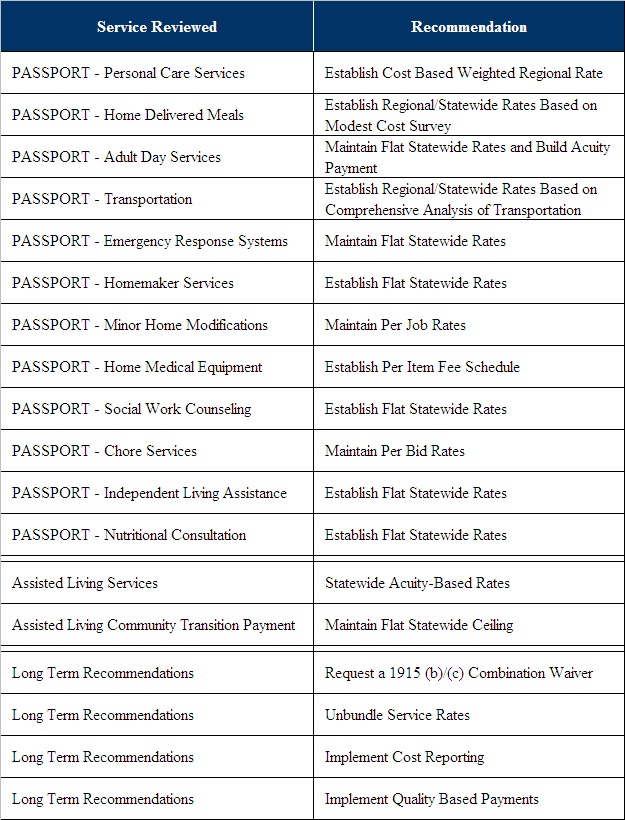 Service Reviewed Recommendation
PASSPORT - Personal Care Services Establish Cost Based Weighted Regional Rate
PASSPORT - Home Delivered Meals Establish Regional/Statewide Rates Based on
Modest Cost Survey
PASSPORT - Adult Day Services Maintain Flat Statewide Rates and Build Acuity
Payment
PASSPORT - Transportation Establish Regional/Statewide Rates Based on
Comprehensive Analysis of Transportation
PASSPORT - Emergency Response Systems Maintain Flat Statewide Rates
PASSPORT - Homemaker Services Establish Flat Statewide Rates
PASSPORT - Minor Home Modifications Maintain Per Job Rates
PASSPORT - Home Medical Equipment Establish Per Item Fee Schedule
PASSPORT - Social Work Counseling Establish Flat Statewide Rates
PASSPORT - Chore Services Maintain Per Bid Rates
PASSPORT - Independent Living Assistance Establish Flat Statewide Rates
PASSPORT - Nutritional Consultation Establish Flat Statewide Rates
Assisted Living Services Statewide Acuity-Based Rates
Assisted Living Community Transition Payment Maintain Flat Statewide Ceiling
Long Term Recommendations Request a 1915 (b)/(c) Combination Waiver
Long Term Recommendations Unbundle Service Rates
Long Term Recommendations Implement Cost Reporting
Long Term Recommendations Implement Quality Based Payments